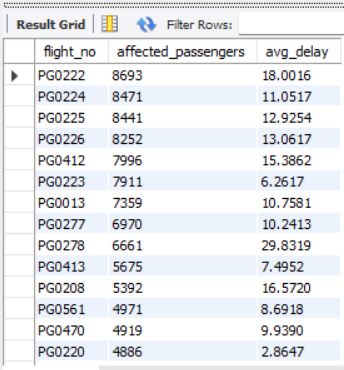 Result Grid Filter Rows:
flight_no affected_passengers avg_delay
PG0222 8693 18.0016
PG0224 8471 11.0517
PG0225 8441 12.9254
PG0226 8252 13.0617
PG0412 7996 15.3862
PG0223 7911 6.2617
PG0013 7359 10.7581
PG0277 6970 10.2413
PG0278 6661 29.8319
PG0413 5675 7.4952
PG0208 5392 16.5720
PG0561 4971 8.6918
PG0470 4919 9.9390
PG0220 4886 2.8647